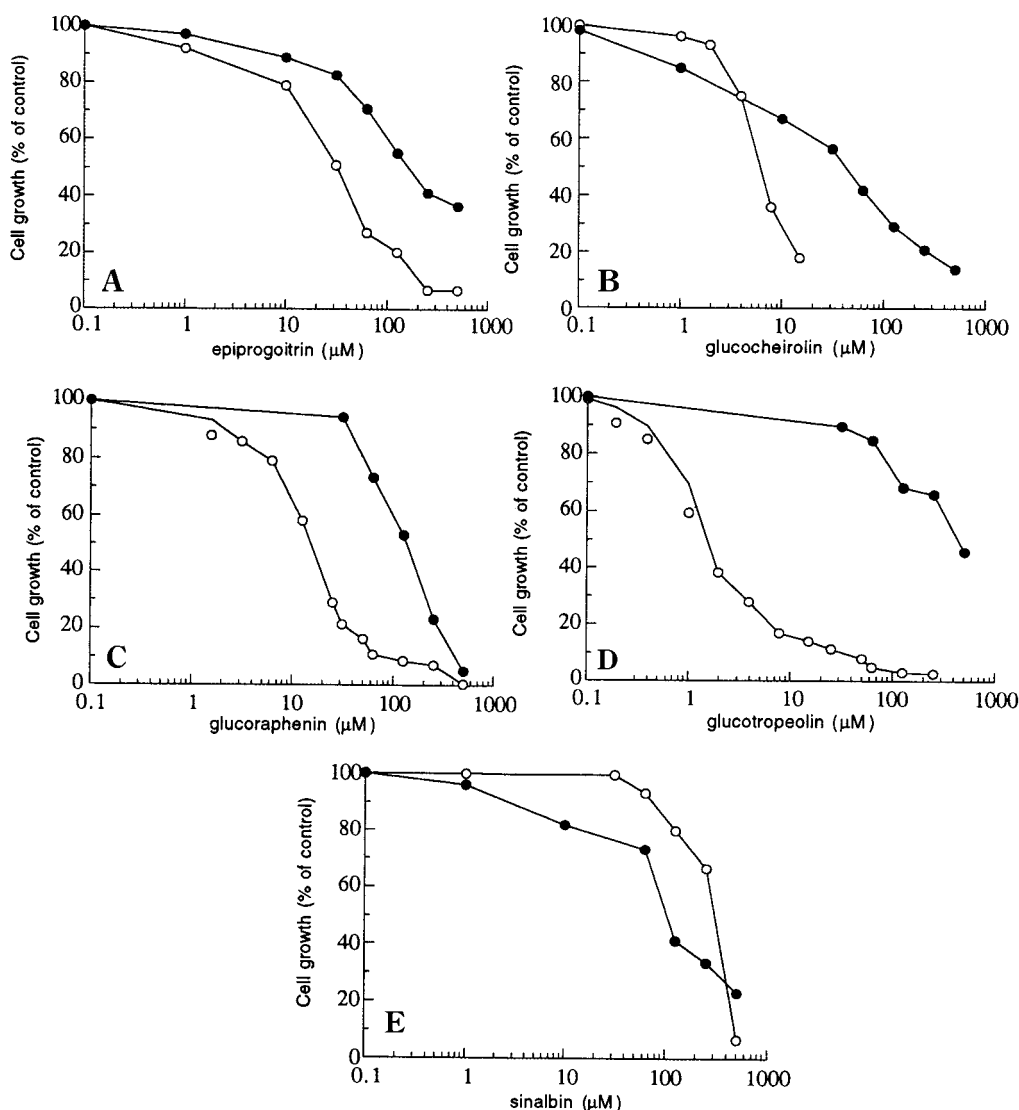 100
80
60
40
20
0
Cell growth (% of control)
A
0.1 1 10 100 1000
epiprogoitrin (µM)
100
80
60
40
20
0
Cell growth (% of control)
B
0.1 1 10 100 1000
glucocheirolin (µM)
100
80
60
40
20
0
Cell growth (% of control)
C
0.1 1 10 100 1000
glucoraphenin (µM)
100
80
60
40
20
0
Cell growth (% of control)
D
0.1 1 10 100 1000
glucotropeolin (µM)
100
80
60
40
20
0
Cell growth (% of control)
E
0.1 1 10 100 1000
sinalbin (µM)